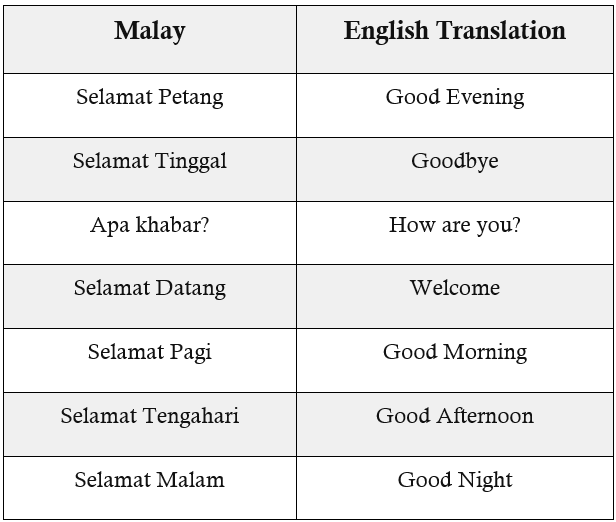 Malay English Translation
Selamat Petang Good Evening
Selamat Tinggal Goodbye
Apa khabar? How are you?
Selamat Datang Welcome
Selamat Pagi Good Morning
Selamat Tengahari Good Afternoon
Selamat Malam Good Night